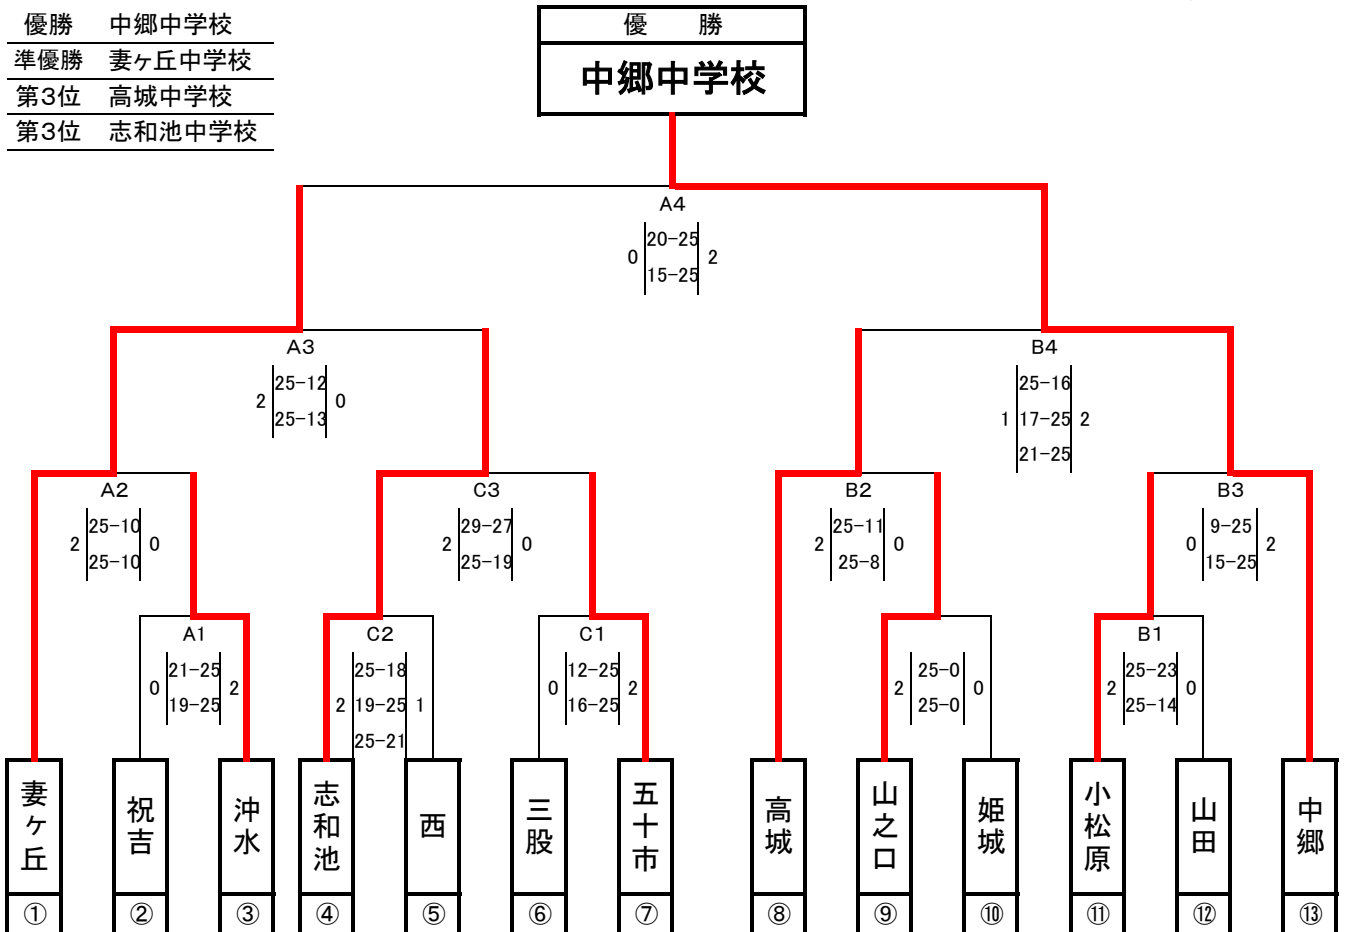 優勝 中郷中学校
準優勝 妻ヶ丘中学校
第3位 高城中学校
第3位 志和池中学校
優 勝
中郷中学校
A4
20-25
0 2
15-25
A3
25-12
2 0
25-13
B4
25-16
1 17-25 2
21-25
A2
25-10
2 0
25-10
C3
29-27
2 0
25-19
B2
25-11
2 0
25-8
B3
9-25
0 2
15-25
A1
21-25
0 2
19-25
C2
25-18
2 19-25 1
25-21
C1
12-25
0 2
16-25
25-0
2 0
25-0
B1
25-23
2 0
25-14
妻ヶ丘
祝吉
沖水
志和池
西
三股
五十市
高城
山之口
姫城
小松原
山田
中郷
① ② ③ ④ ⑤ ⑥ ⑦ ⑧ ⑨ ⑩ ⑪ ⑫ ⑬